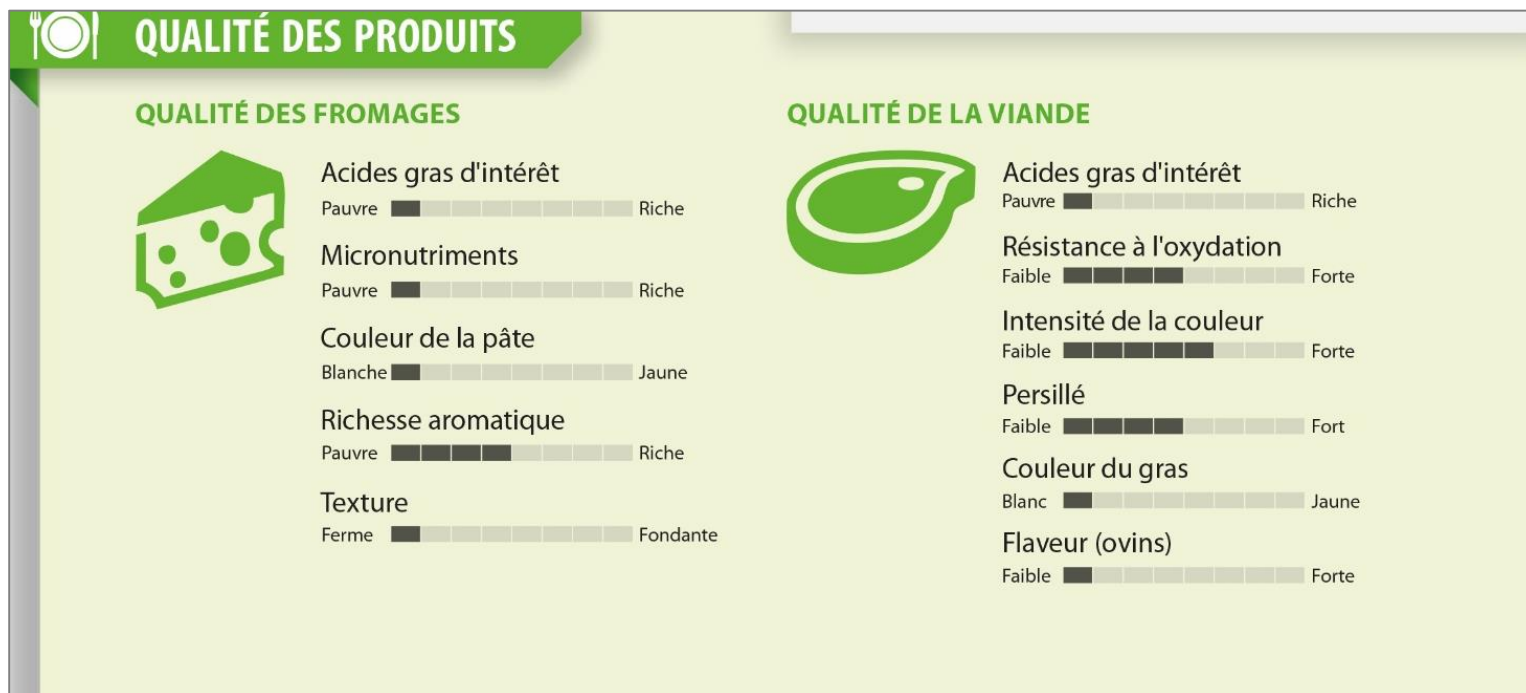 QUALITÉ DES PRODUITS
QUALITÉ DES FROMAGES
Acides gras d'intérêt
Pauvre Riche
Micronutriments
Pauvre Riche
Couleur de la pâte
Blanche Jaune
Richesse aromatique
Pauvre Riche
Texture
Ferme Fondante
QUALITÉ DE LA VIANDE
Acides gras d'intérêt
Pauvre Riche
Résistance à l'oxydation
Faible Forte
Intensité de la couleur
Faible Forte
Persillé
Faible Fort
Couleur du gras
Blanc Jaune
Flaveur (ovins)
Faible Forte